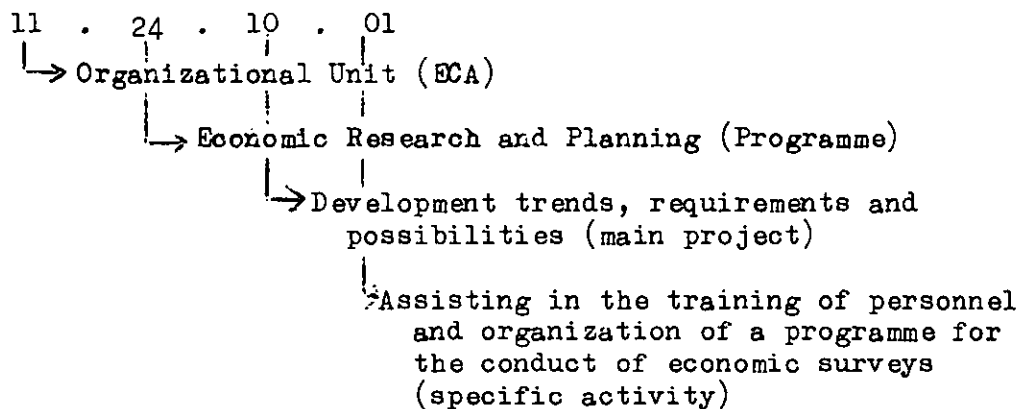 11 . 24 . 10 . 01
Organizational Unit (ECA)
Economic Research and Planning (Programme)
Development trends, requirements and
possibilities (main project)
Assisting in the training of personnel
and organization of a programme for
the conduct of economic surveys
(specific activity)